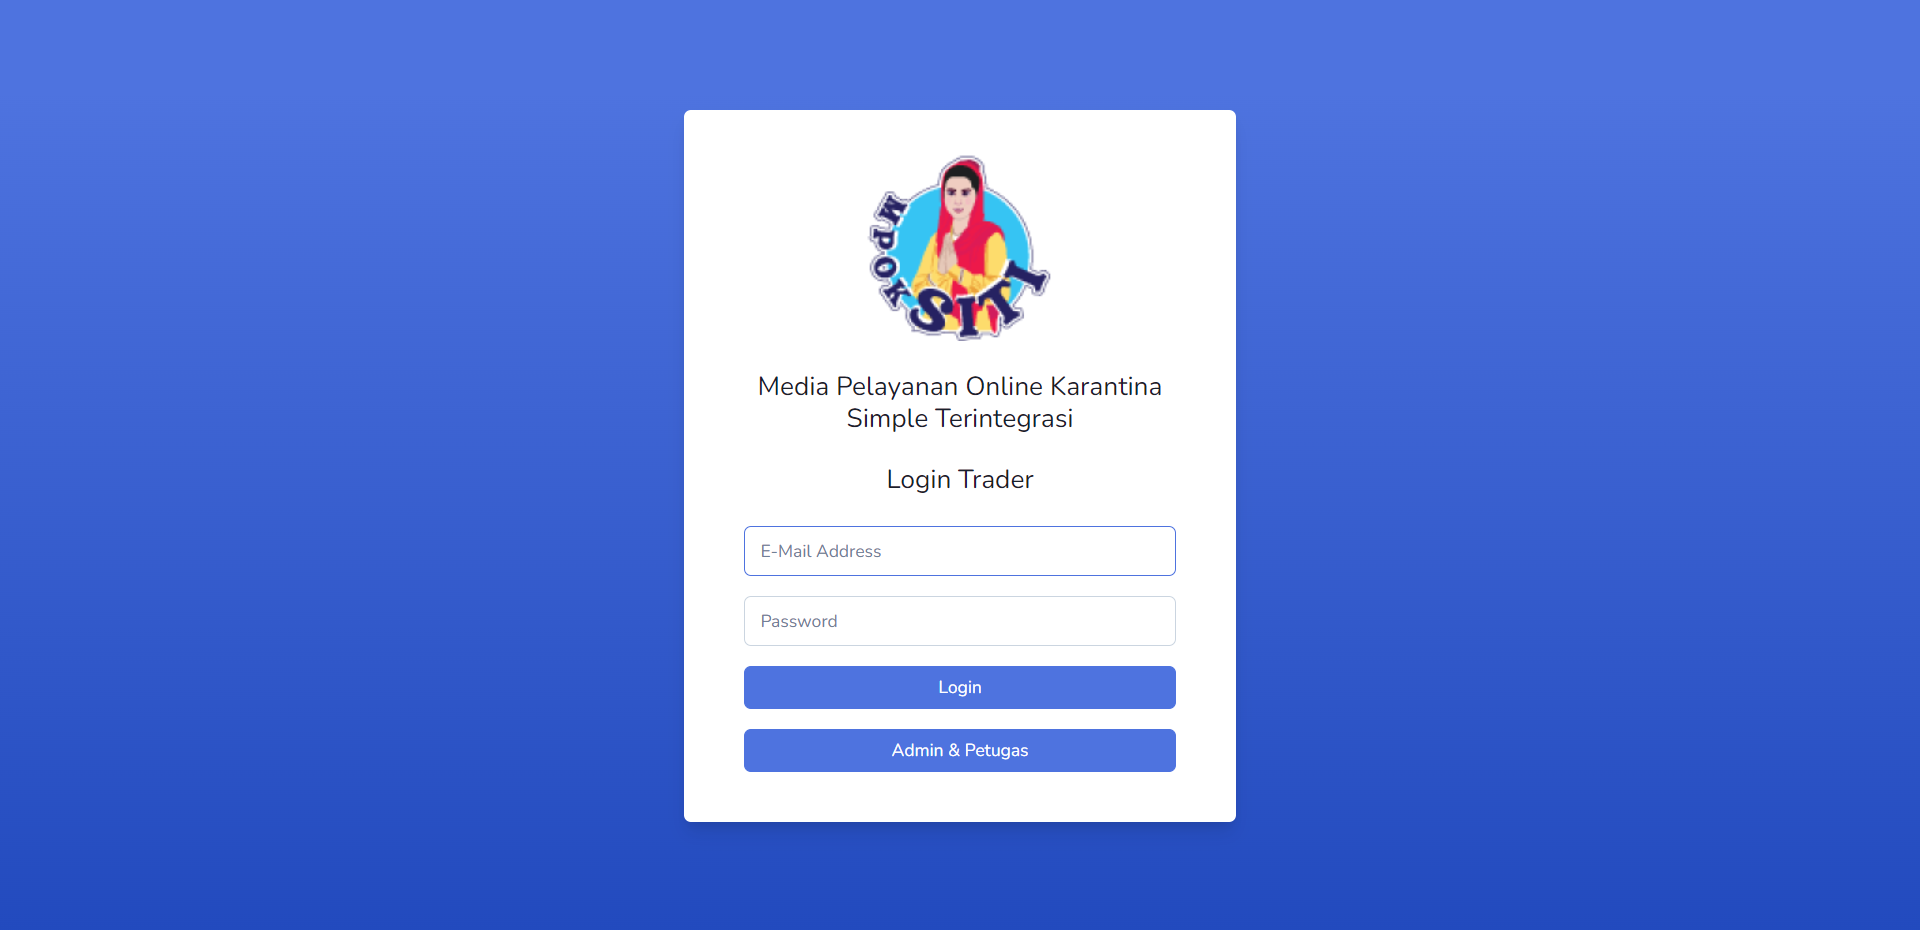 MPOK
SITI
Media Pelayanan Online Karantina
Simple Terintegrasi
Login Trader
E-Mail Address
Password
Login
Admin & Petugas